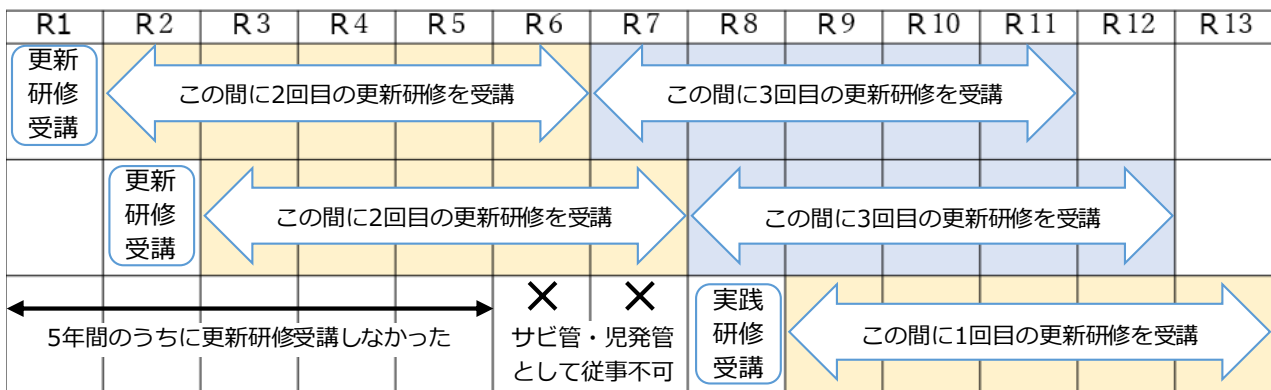 R1 R2 R3 R4 R5 R6 R7 R8 R9 R10 R11 R12 R13
更新
研修
受講
この間に2回目の更新研修を受講
この間に3回目の更新研修を受講
更新
研修
受講
この間に2回目の更新研修を受講
この間に3回目の更新研修を受講
5年間のうちに更新研修受講しなかった
× ×
サビ管・児発管
として従事不可
実践
研修
受講
この間に1回目の更新研修を受講